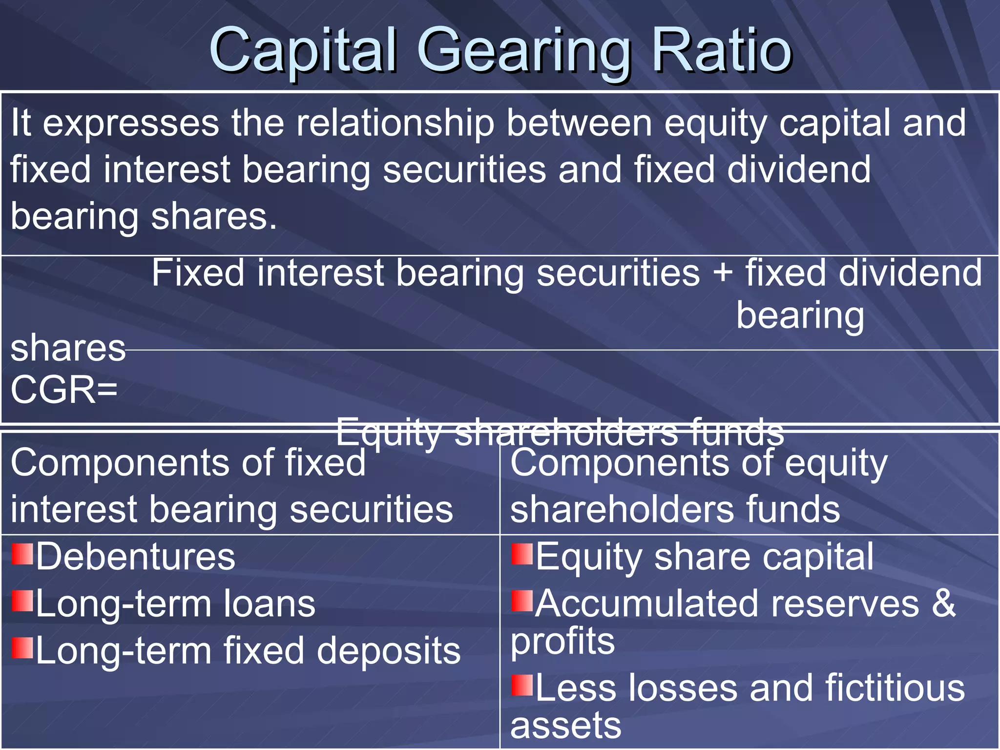 Capital Gearing Ratio
It expresses the relationship between equity capital and
fixed interest bearing securities and fixed dividend
bearing shares.
Fixed interest bearing securities + fixed dividend
bearing
shares
CGR=
Equity shareholders funds
Components of fixed
interest bearing securities
Components of equity
shareholders funds
Debentures
Long-term loans
Long-term fixed deposits
Equity share capital
Accumulated reserves &
profits
Less losses and fictitious
assets